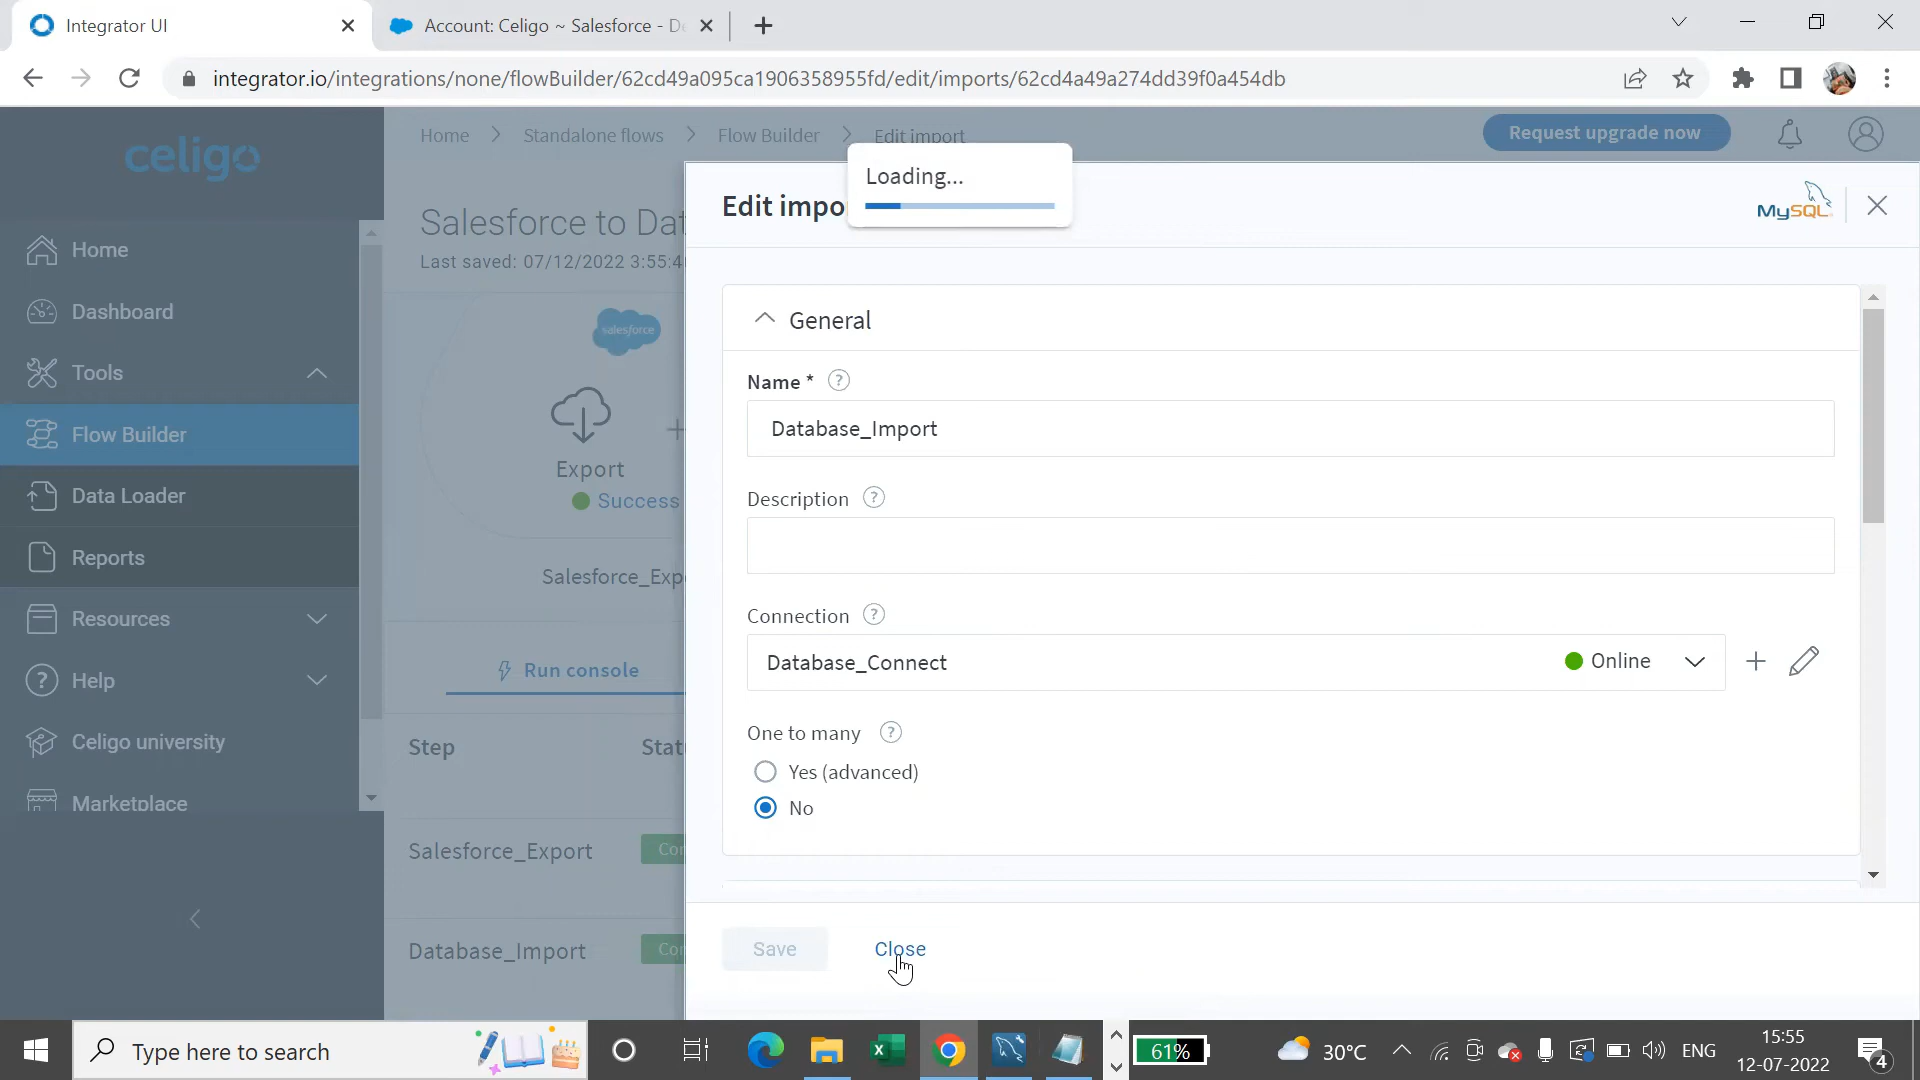 Integrator UI
Account: Celigo ~ Salesforce - De
integrator.io/integrations/none/flowBuilder/62cd49a095ca1906358955fd/edit/imports/62cd4a49a274dd39f0a454db
celigo
Home
Standalone flows
Flow Builder
Edit import
Request upgrade now
Loading...
Edit impo
MySQL
Salesforce to Dat
Last saved: 07/12/2022 3:55:4
Home
Dashboard
Tools
Flow Builder
Data Loader
Reports
Resources
Help
Celigo university
Marketplace
salesforce
Export
Success
Salesforce_Exp
Run console
Step
Stat
Salesforce_Export
Co
Database_Import
Co
General
Name *
?
Database_Import
Description
?
Connection
?
Database_Connect
Online
One to many
?
Yes (advanced)
No
Save
Close
Type here to search
61%
30°C
ENG
15:55
12-07-2022
4